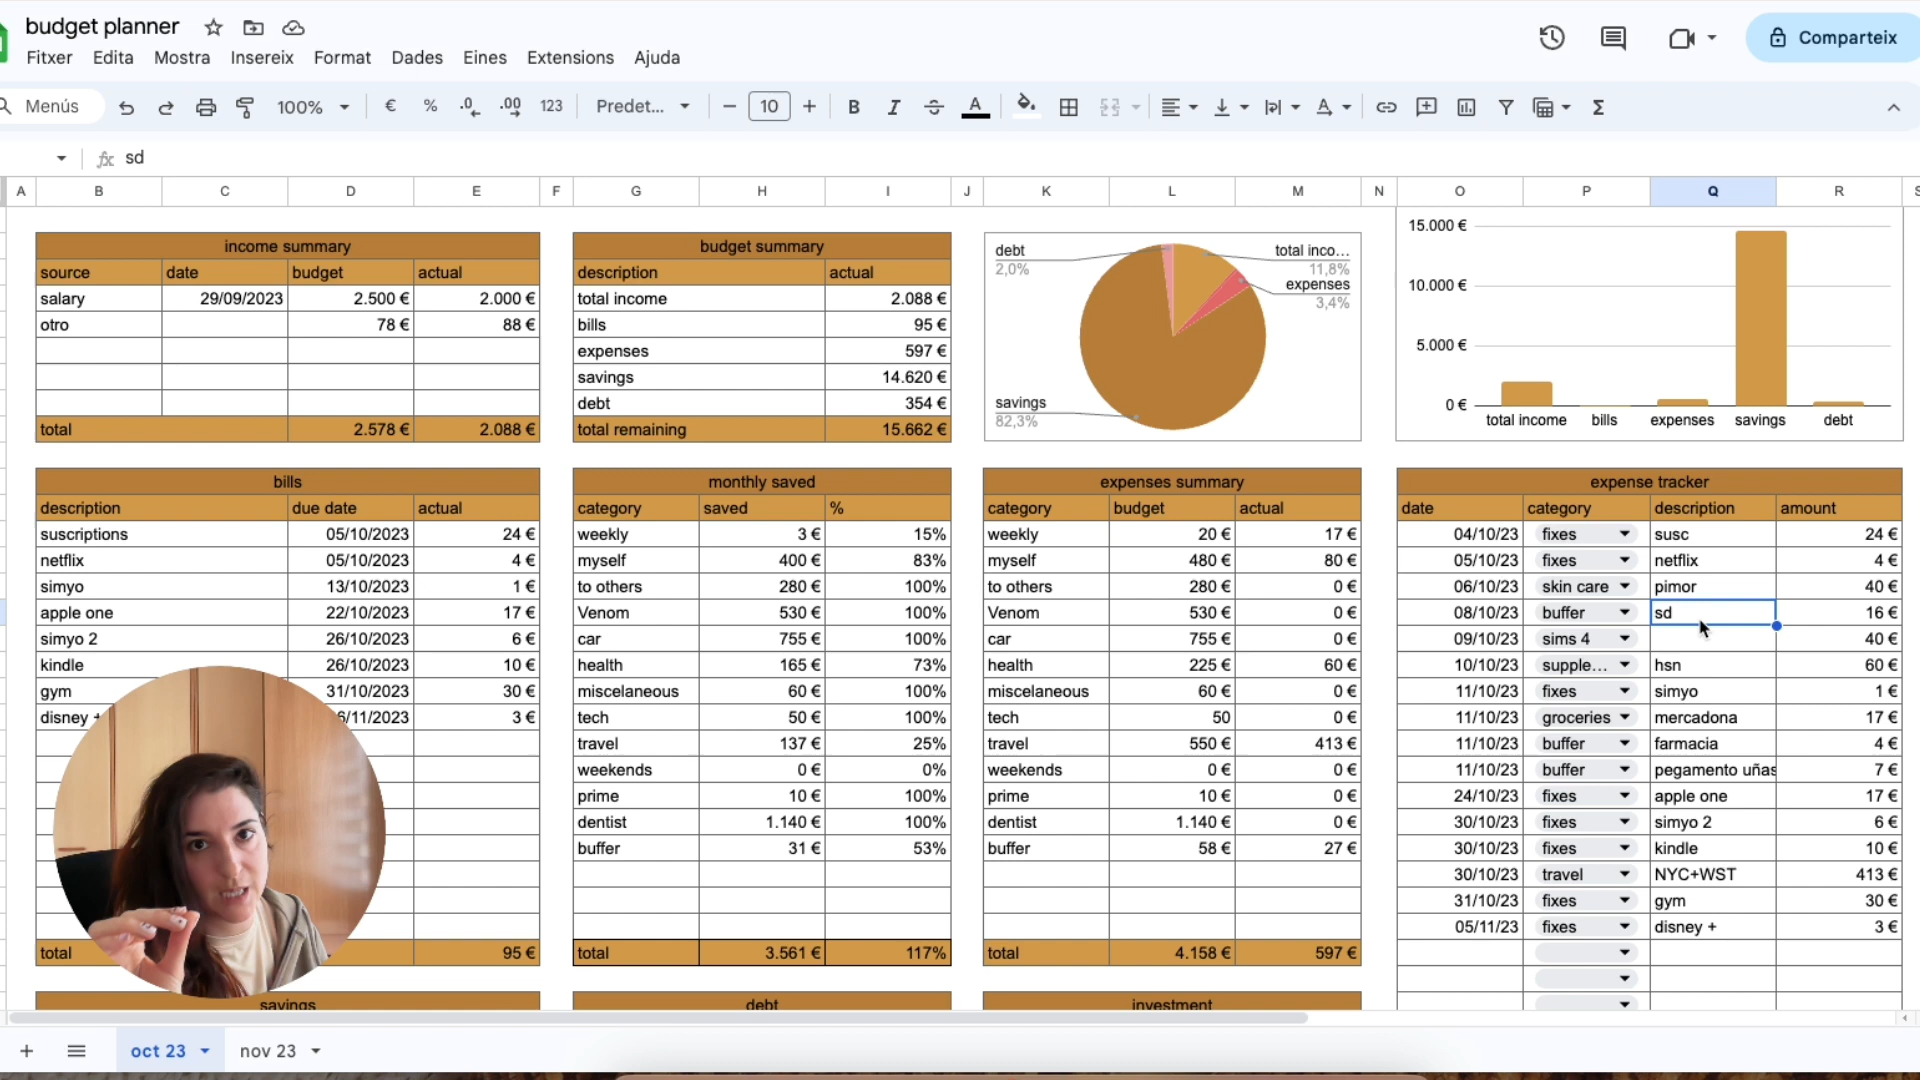 budget planner
Fitxer Edita Mostra Insereix Format Dades Eines Extensions Ajuda
Comparteix
Menús 100% € % .0 .00 123 Predet... 10 B I A Σ
fx sd
A B C D E F G H I J K L M N O P Q R
income summary
source date budget actual
salary 29/09/2023 2.500 € 2.000 €
otro 78 € 88 €
total 2.578 € 2.088 €
budget summary
description actual
total income 2.088 €
bills 95 €
expenses 597 €
savings 14.620 €
debt 354 €
total remaining 15.662 €
debt
2,0%
total inco...
11,8%
expenses
3,4%
savings
82,3%
15.000 €
10.000 €
5.000 €
0 €
total income bills expenses savings debt
bills
description due date actual
suscriptions 05/10/2023 24 €
netflix 05/10/2023 4 €
simyo 13/10/2023 1 €
apple one 22/10/2023 17 €
simyo 2 26/10/2023 6 €
kindle 26/10/2023 10 €
gym 31/10/2023 30 €
disney + 6/11/2023 3 €
total 95 €
monthly saved
category saved %
weekly 3 € 15%
myself 400 € 83%
to others 280 € 100%
Venom 530 € 100%
car 755 € 100%
health 165 € 73%
miscelaneous 60 € 100%
tech 50 € 100%
travel 137 € 25%
weekends 0 € 0%
prime 10 € 100%
dentist 1.140 € 100%
buffer 31 € 53%
total 3.561 € 117%
expenses summary
category budget actual
weekly 20 € 17 €
myself 480 € 80 €
to others 280 € 0 €
Venom 530 € 0 €
car 755 € 0 €
health 225 € 60 €
miscelaneous 60 € 0 €
tech 50 0 €
travel 550 € 413 €
weekends 0 € 0 €
prime 10 € 0 €
dentist 1.140 € 0 €
buffer 58 € 27 €
total 4.158 € 597 €
expense tracker
date category description amount
04/10/23 fixes susc 24 €
05/10/23 fixes netflix 4 €
06/10/23 skin care pimor 40 €
08/10/23 buffer sd 16 €
09/10/23 sims 4 40 €
10/10/23 supple... hsn 60 €
11/10/23 fixes simyo 1 €
11/10/23 groceries mercadona 17 €
11/10/23 buffer farmacia 4 €
11/10/23 buffer pegamento uñas 7 €
24/10/23 fixes apple one 17 €
30/10/23 fixes simyo 2 6 €
30/10/23 fixes kindle 10 €
30/10/23 travel NYC+WST 413 €
31/10/23 fixes gym 30 €
05/11/23 fixes disney + 3 €
savings
debt
investment
oct 23 nov 23